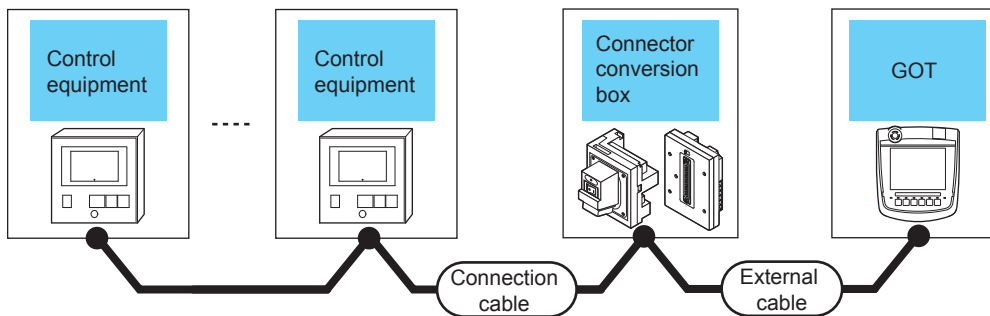 Control
equipment
Control
equipment
Connector
conversion
box
GOT
Connection
cable
External
cable